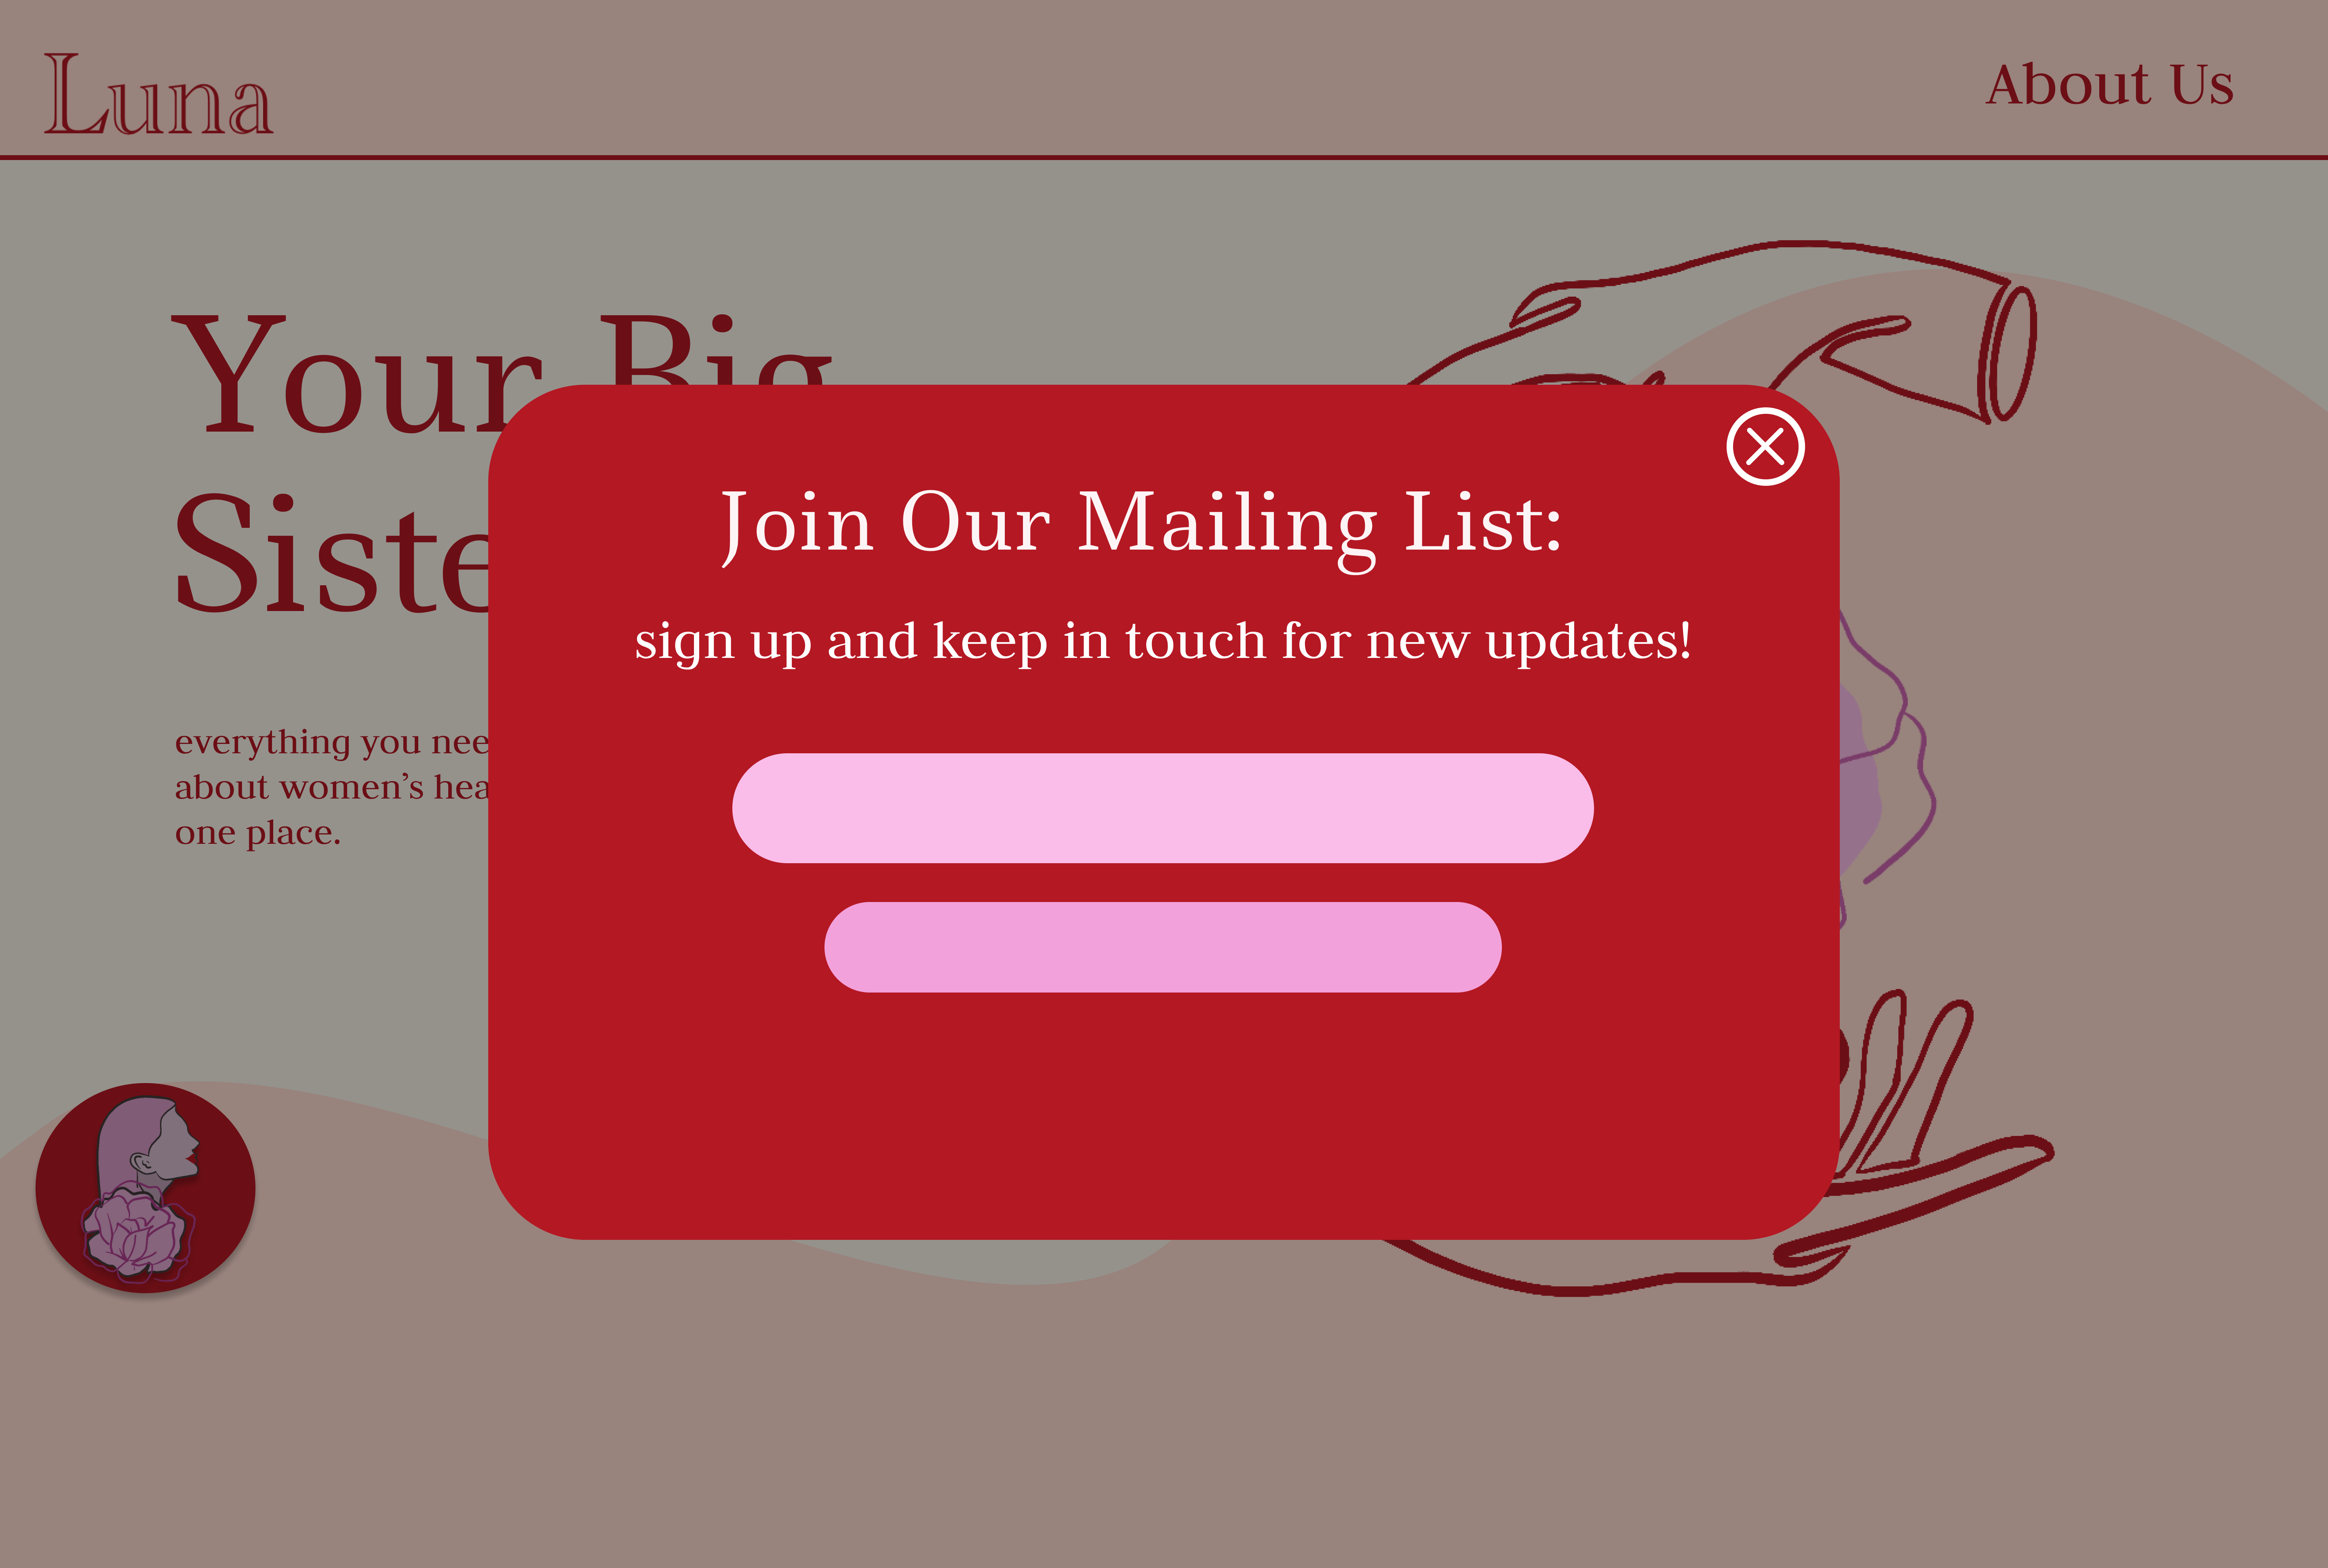 Luna
About Us
Your Big
Siste
Join Our Mailing List:
sign up and keep in touch for new updates!
everything you nee
about women’s hea
one place.